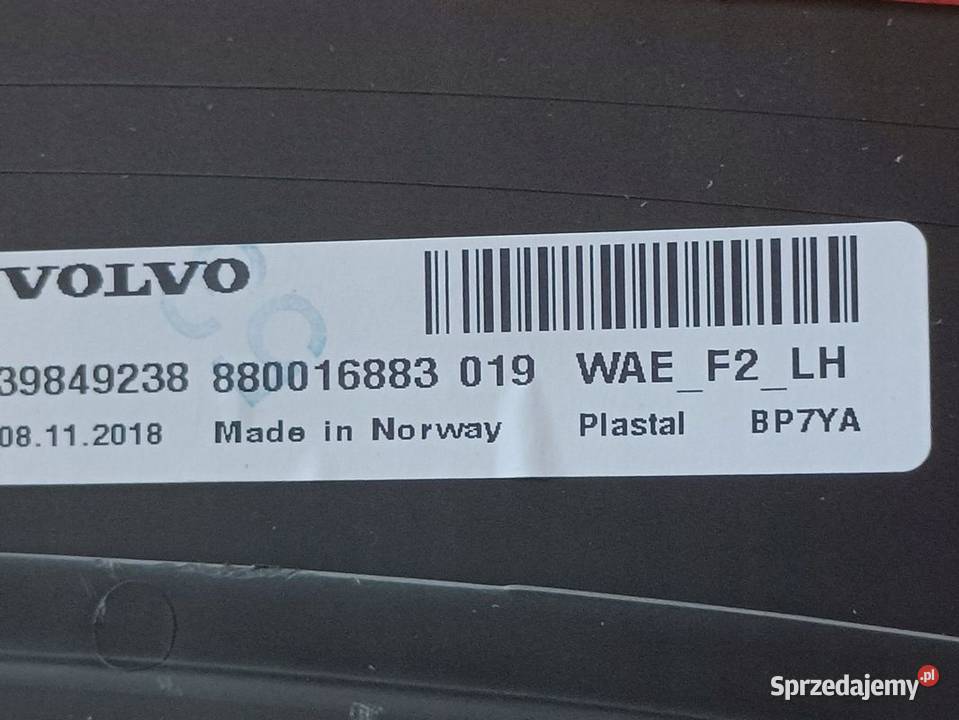 VOLVO
39849238 880016883 019 WAE_F2_LH
08.11.2018 Made in Norway Plastal BP7YA
Sprzedajemy.pl